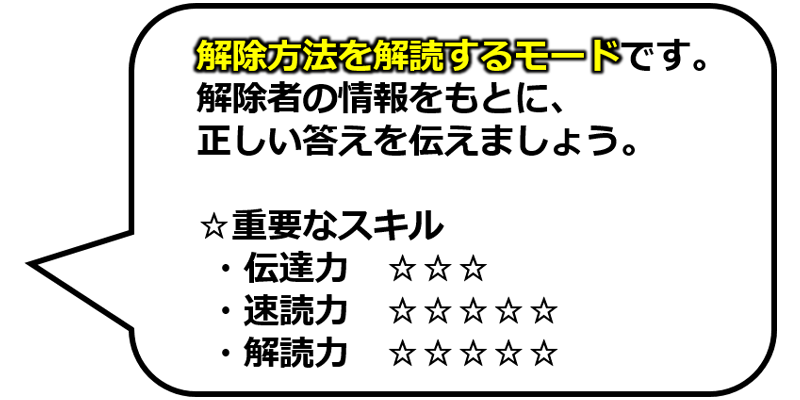 解除方法を解読するモードです。
解除者の情報をもとに、
正しい答えを伝えましょう。
☆重要なスキル
・伝達力　☆☆☆
・速読力　☆☆☆☆☆
・解読力　☆☆☆☆☆